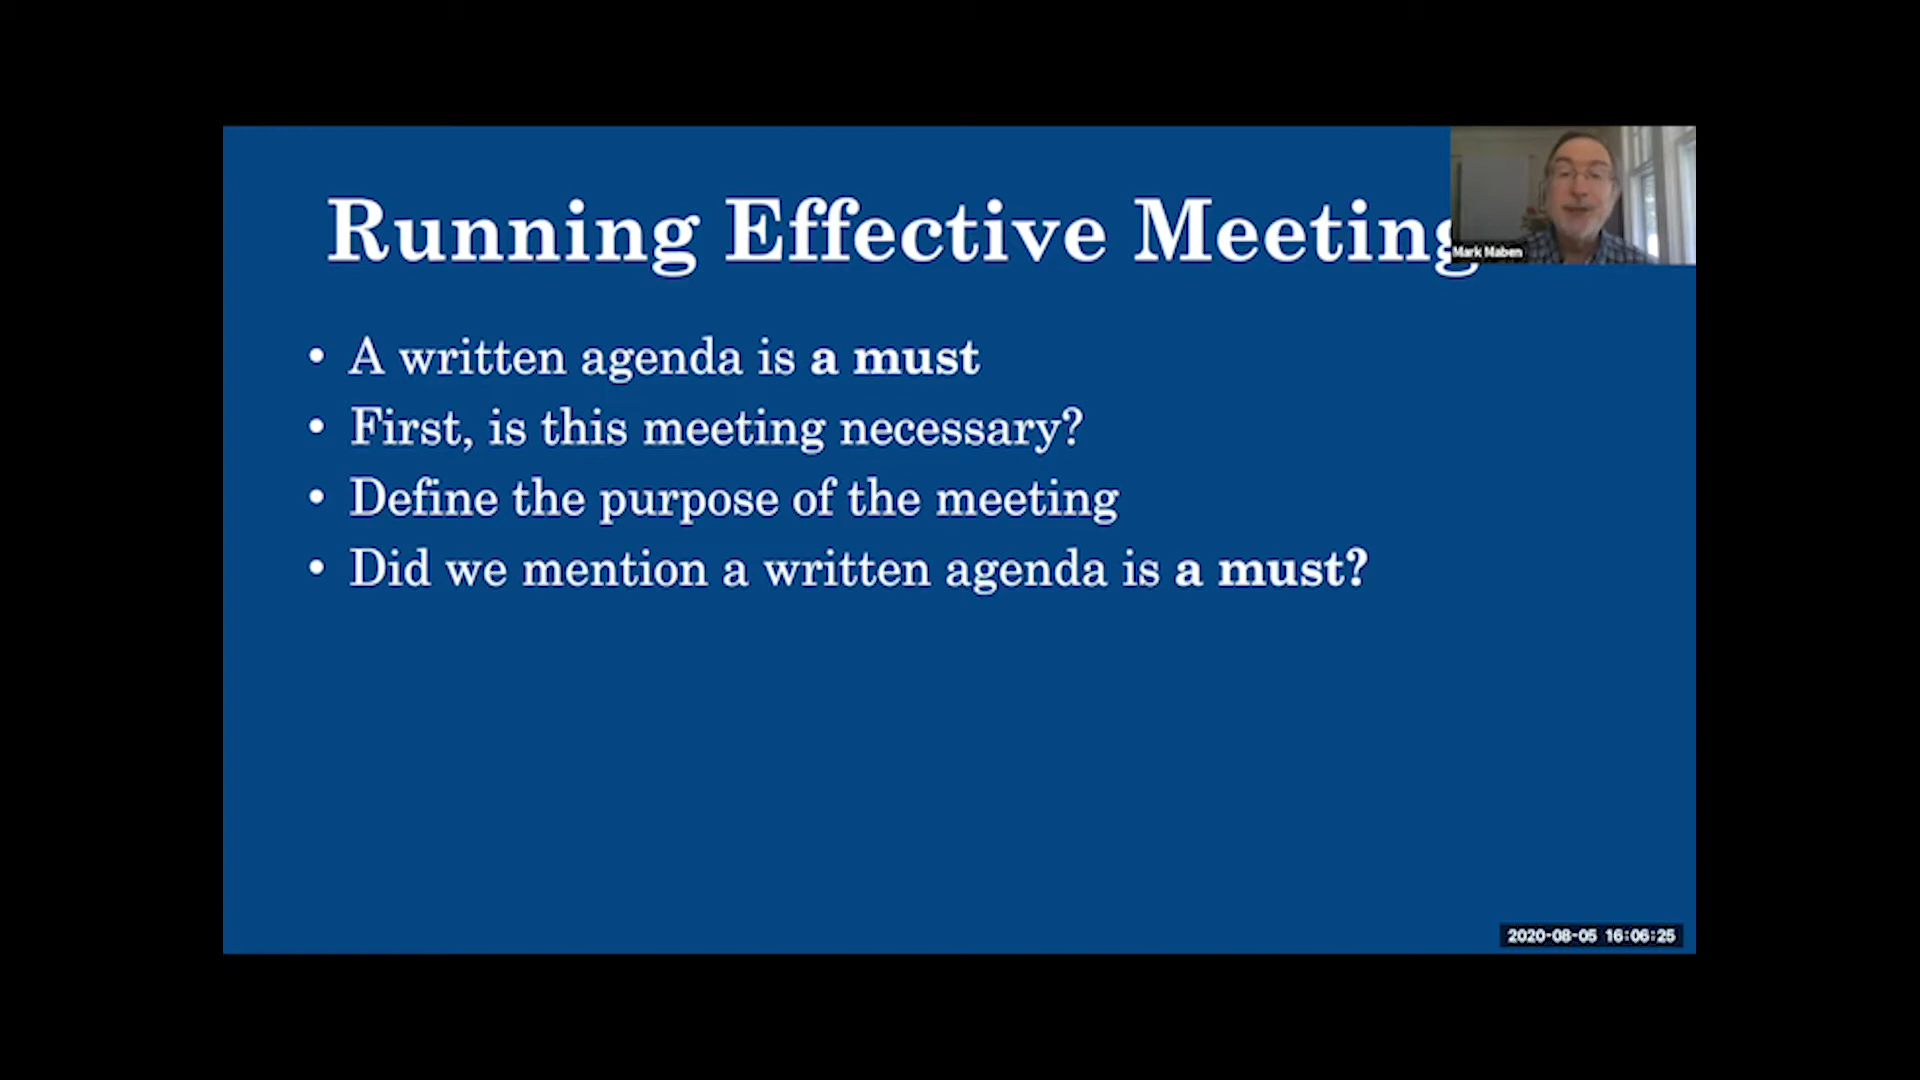 Running Effective Meeting
Mark Maben
• A written agenda is a must
• First, is this meeting necessary?
• Define the purpose of the meeting
• Did we mention a written agenda is a must?
2020-08-05 16:06:25